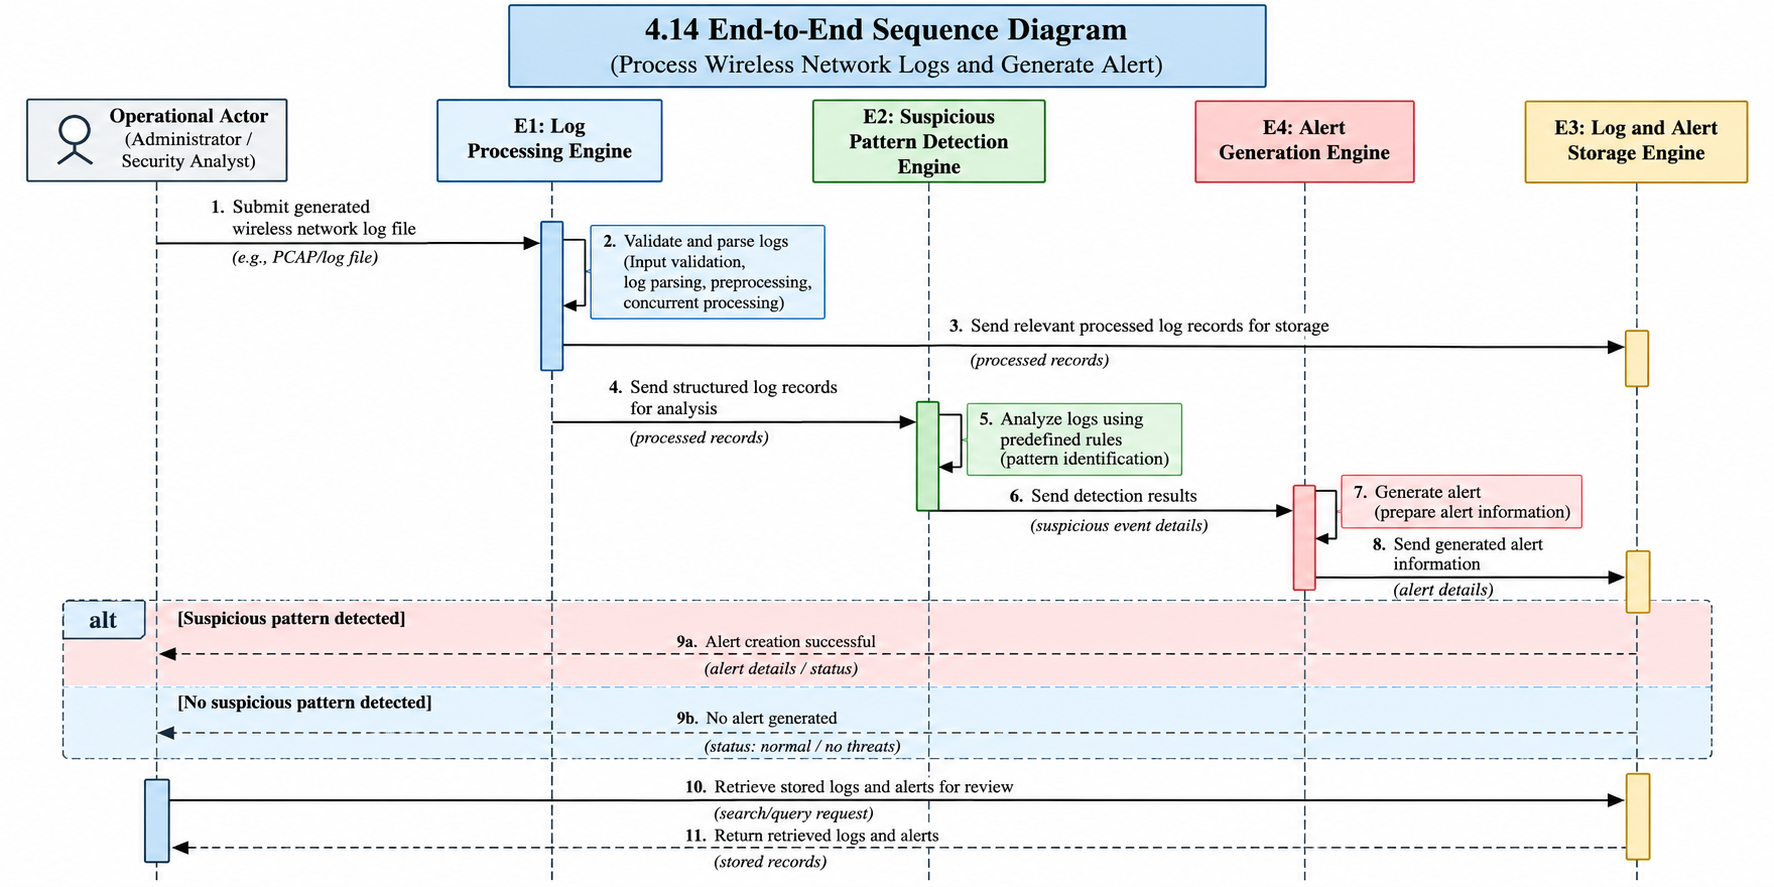 4.14 End-to-End Sequence Diagram
(Process Wireless Network Logs and Generate Alert)
Operational Actor
(Administrator /
Security Analyst)
E1: Log
Processing Engine
E2: Suspicious
Pattern Detection
Engine
E4: Alert
Generation Engine
E3: Log and Alert
Storage Engine
1. Submit generated
wireless network log file
(e.g., PCAP/log file)
2. Validate and parse logs
(Input validation,
log parsing, preprocessing,
concurrent processing)
3. Send relevant processed log records for storage
(processed records)
4. Send structured log records
for analysis
(processed records)
5. Analyze logs using
predefined rules
(pattern identification)
6. Send detection results
(suspicious event details)
7. Generate alert
(prepare alert information)
8. Send generated alert
information
(alert details)
alt
[Suspicious pattern detected]
9a. Alert creation successful
(alert details / status)
[No suspicious pattern detected]
9b. No alert generated
(status: normal / no threats)
10. Retrieve stored logs and alerts for review
(search/query request)
11. Return retrieved logs and alerts
(stored records)